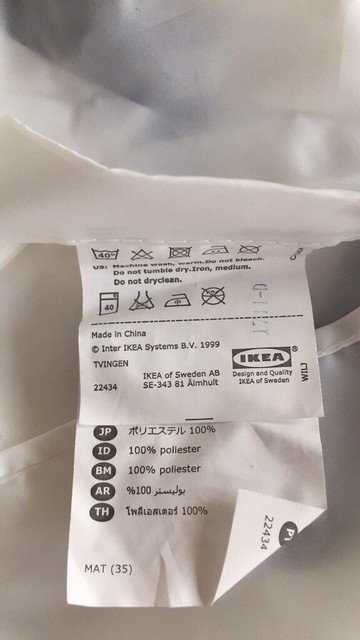 40°
US: Machine wash, warm. Do not bleach.
Do not tumble dry. Iron, medium.
Do not dryclean.
40
Made in China
© Inter IKEA Systems B.V. 1999
TVINGEN
IKEA of Sweden AB
22434 SE-343 81 Älmhult
IKEA®
Design and Quality
IKEA of Sweden
JP ポリエステル 100%
ID 100% poliester
BM 100% poliester
AR بوليستر 100%
TH โพลีเอสเตอร์ 100%
MAT (35)
22434